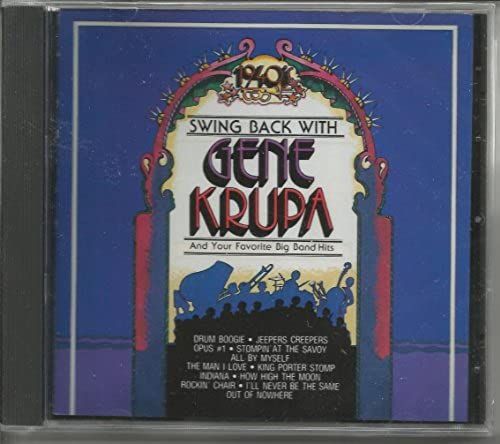 1940's
SWING BACK WITH
GENE
KRUPA
And Your Favorite Big Band Hits
DRUM BOOGIE • JEEPERS CREEPERS
OPUS #1 • STOMPIN' AT THE SAVOY
ALL BY MYSELF
THE MAN I LOVE • KING PORTER STOMP
INDIANA • HOW HIGH THE MOON
ROCKIN' CHAIR • I'LL NEVER BE THE SAME
OUT OF NOWHERE